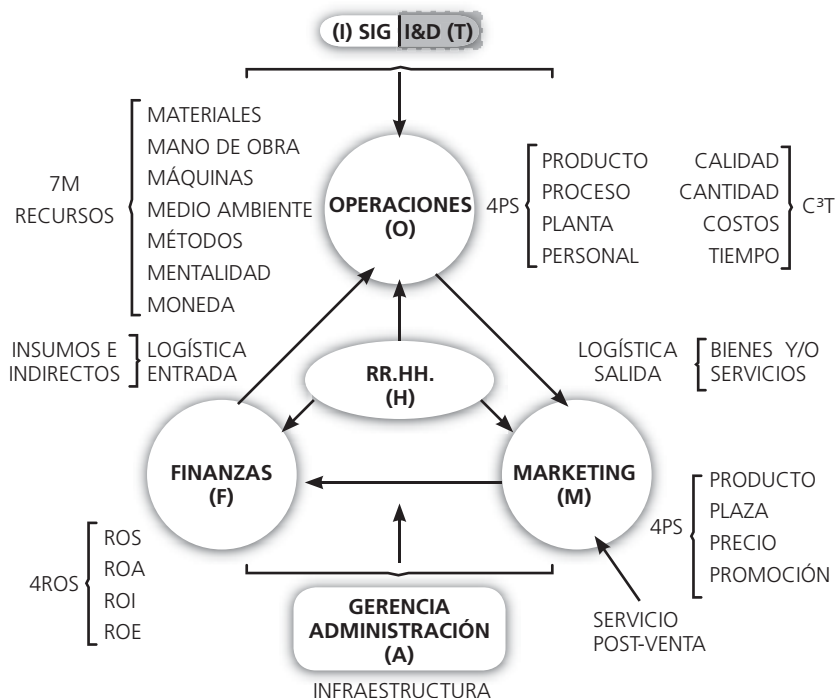 (I) SIG I&D (T)
7M
RECURSOS
MATERIALES
MANO DE OBRA
MÁQUINAS
MEDIO AMBIENTE
MÉTODOS
MENTALIDAD
MONEDA
OPERACIONES
(O)
4PS
PRODUCTO
PROCESO
PLANTA
PERSONAL
CALIDAD
CANTIDAD
COSTOS
TIEMPO
C³T
INSUMOS E
INDIRECTOS
LOGÍSTICA
ENTRADA
RR.HH.
(H)
LOGÍSTICA
SALIDA
BIENES Y/O
SERVICIOS
FINANZAS
(F)
MARKETING
(M)
4ROS
ROS
ROA
ROI
ROE
4PS
PRODUCTO
PLAZA
PRECIO
PROMOCIÓN
GERENCIA
ADMINISTRACIÓN
(A)
INFRAESTRUCTURA
SERVICIO
POST-VENTA